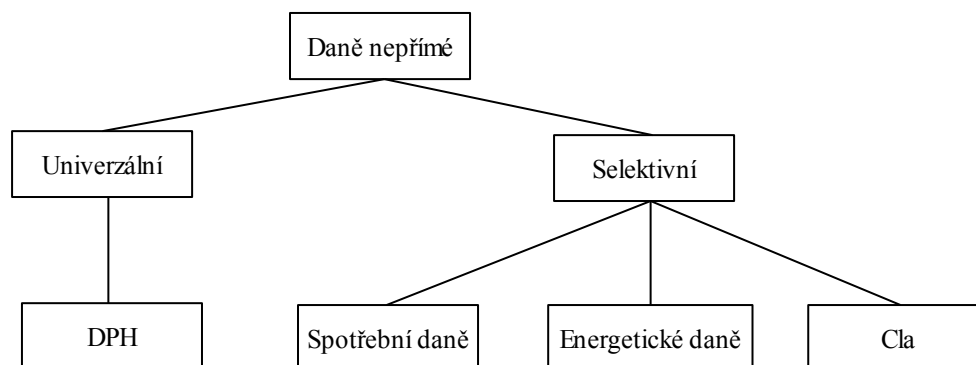 Daně nepřímé
Univerzální
Selektivní
DPH
Spotřební daně
Energetické daně
Cla